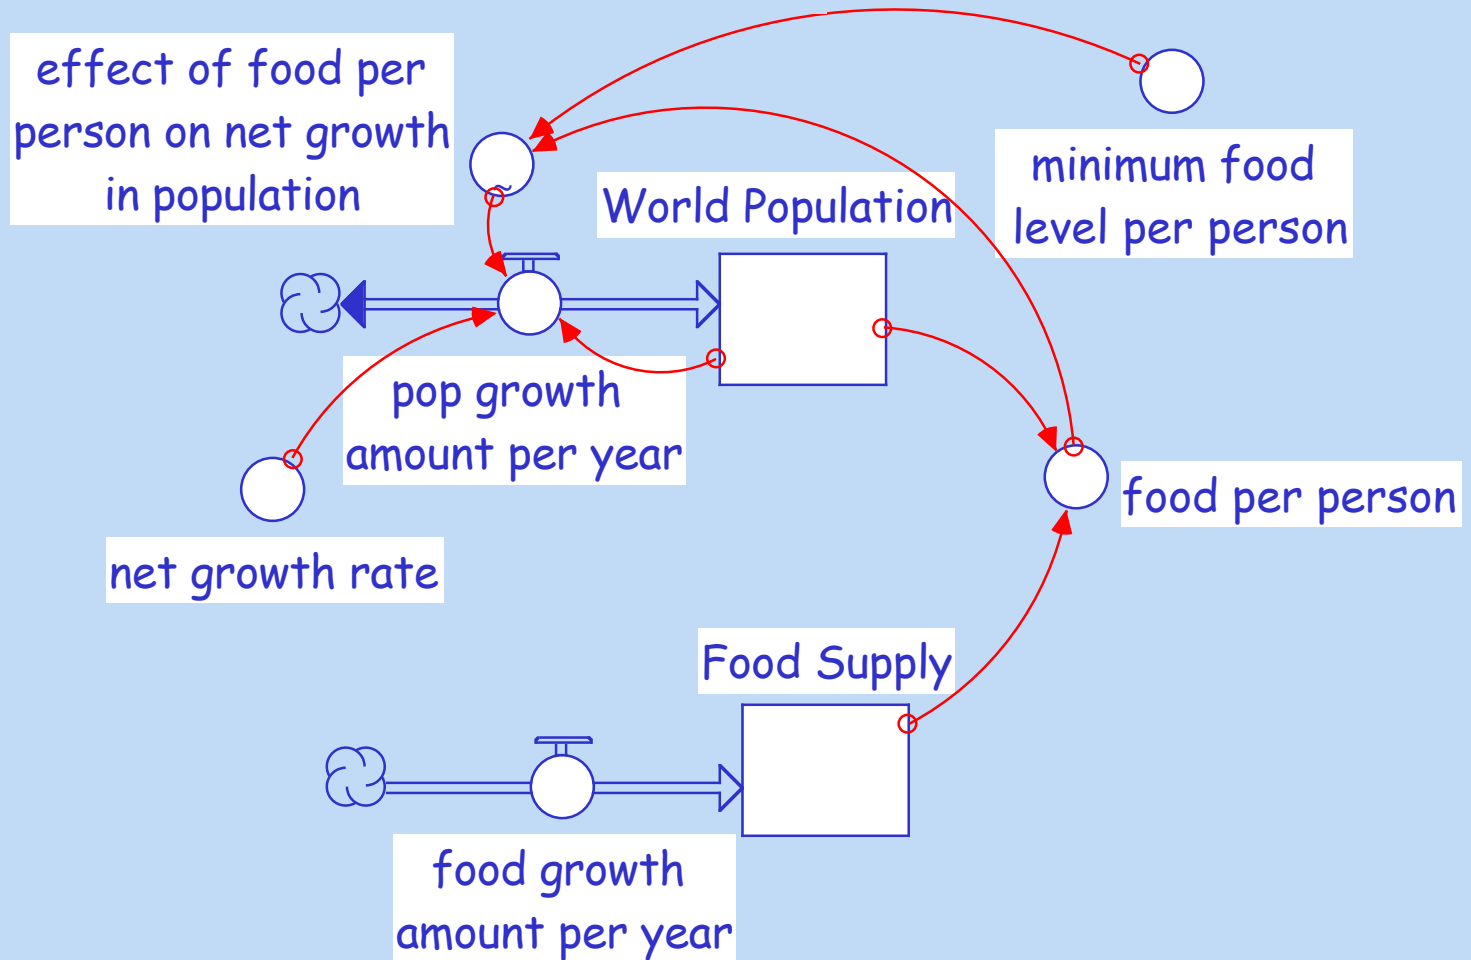 effect of food per
person on net growth
in population
minimum food
level per person
World Population
pop growth
amount per year
food per person
net growth rate
Food Supply
food growth
amount per year
~